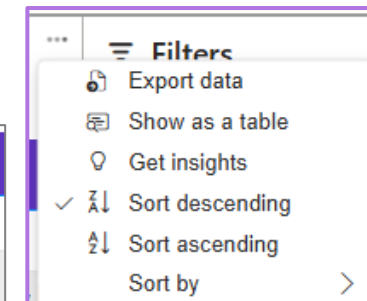 Filters
Export data
Show as a table
Get insights
Sort descending
Sort ascending
Sort by